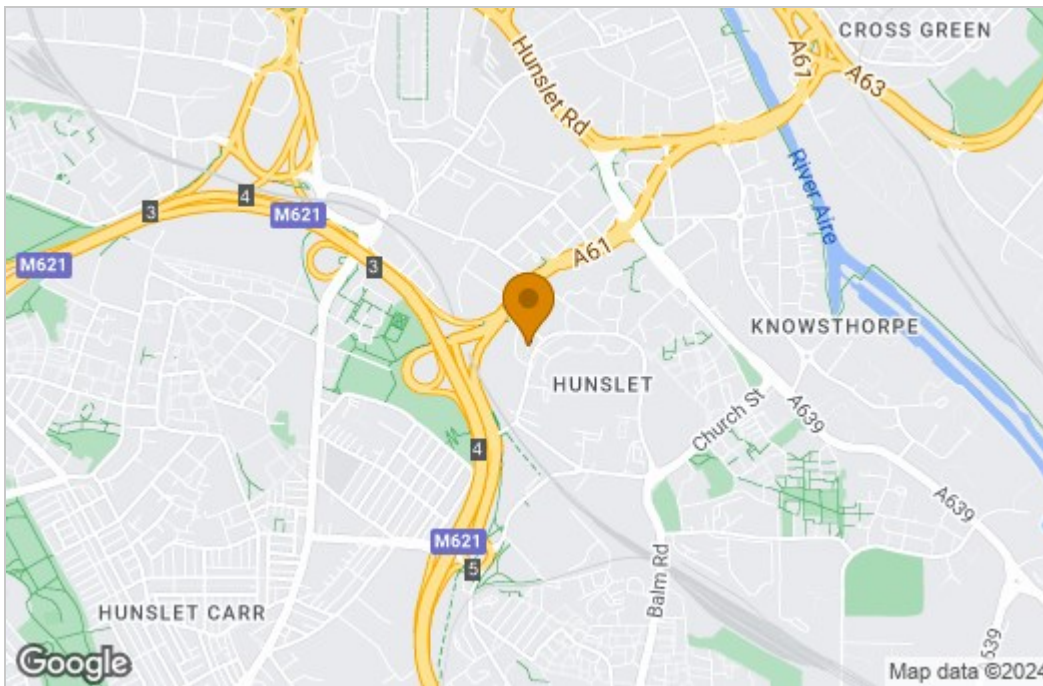 CROSS GREEN
A61
A63
Hunslet Rd
River Aire
3
4
M621
A61
M621
3
KNOWSTHORPE
HUNSLET
Church St
A639
4
A639
M621
5
Balm Rd
HUNSLET CARR
639
Google
Map data ©2024